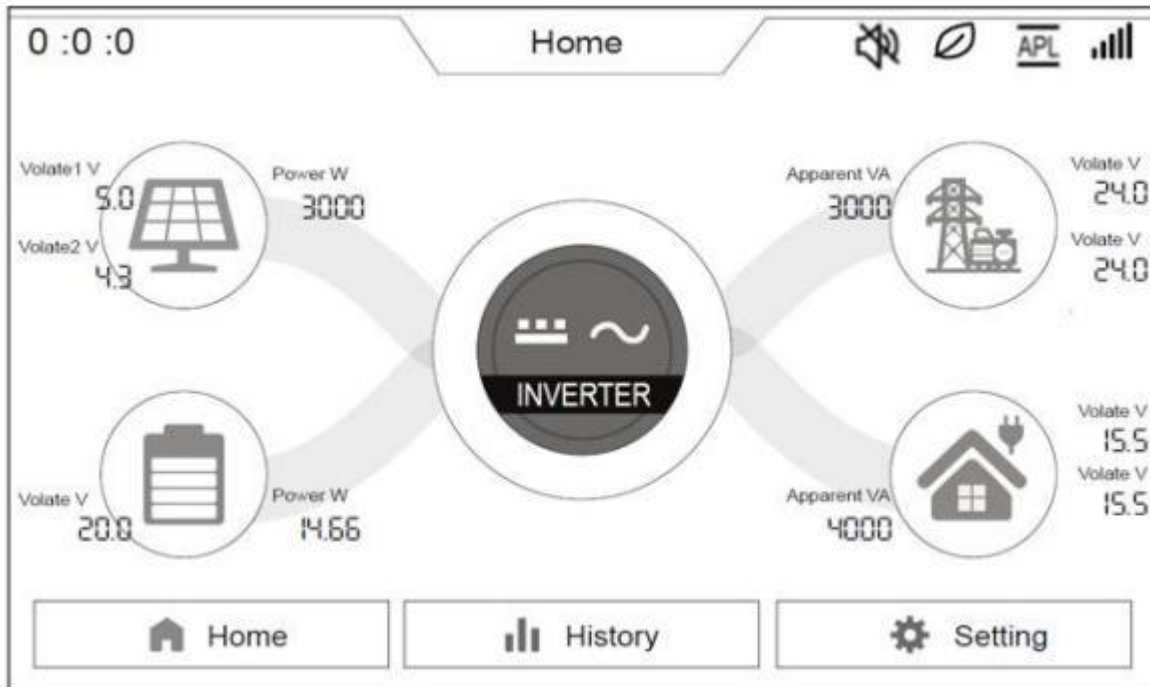 0 :0 :0
Home
APL
Volate1 V
5.0
Volate2 V
4.3
Power W
3000
Apparent VA
3000
Volate V
24.0
Volate V
24.0
INVERTER
Volate V
20.0
Power W
14.66
Apparent VA
4000
Volate V
15.5
Volate V
15.5
Home
History
Setting